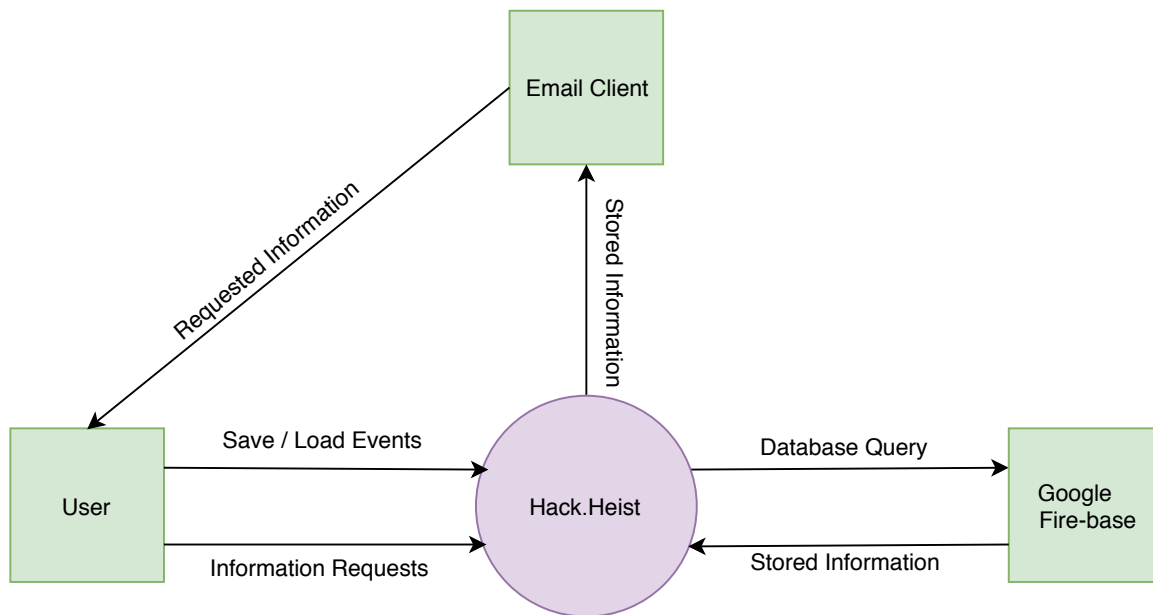 Email Client
Requested Information
Stored Information
Save / Load Events
Database Query
User
Hack.Heist
Google
Fire-base
Information Requests
Stored Information